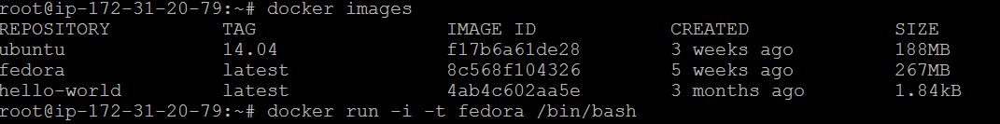 root@ip-172-31-20-79:~# docker images
REPOSITORY TAG IMAGE ID CREATED SIZE
ubuntu 14.04 f17b6a61de28 3 weeks ago 188MB
fedora latest 8c568f104326 5 weeks ago 267MB
hello-world latest 4ab4c602aa5e 3 months ago 1.84kB
root@ip-172-31-20-79:~# docker run -i -t fedora /bin/bash